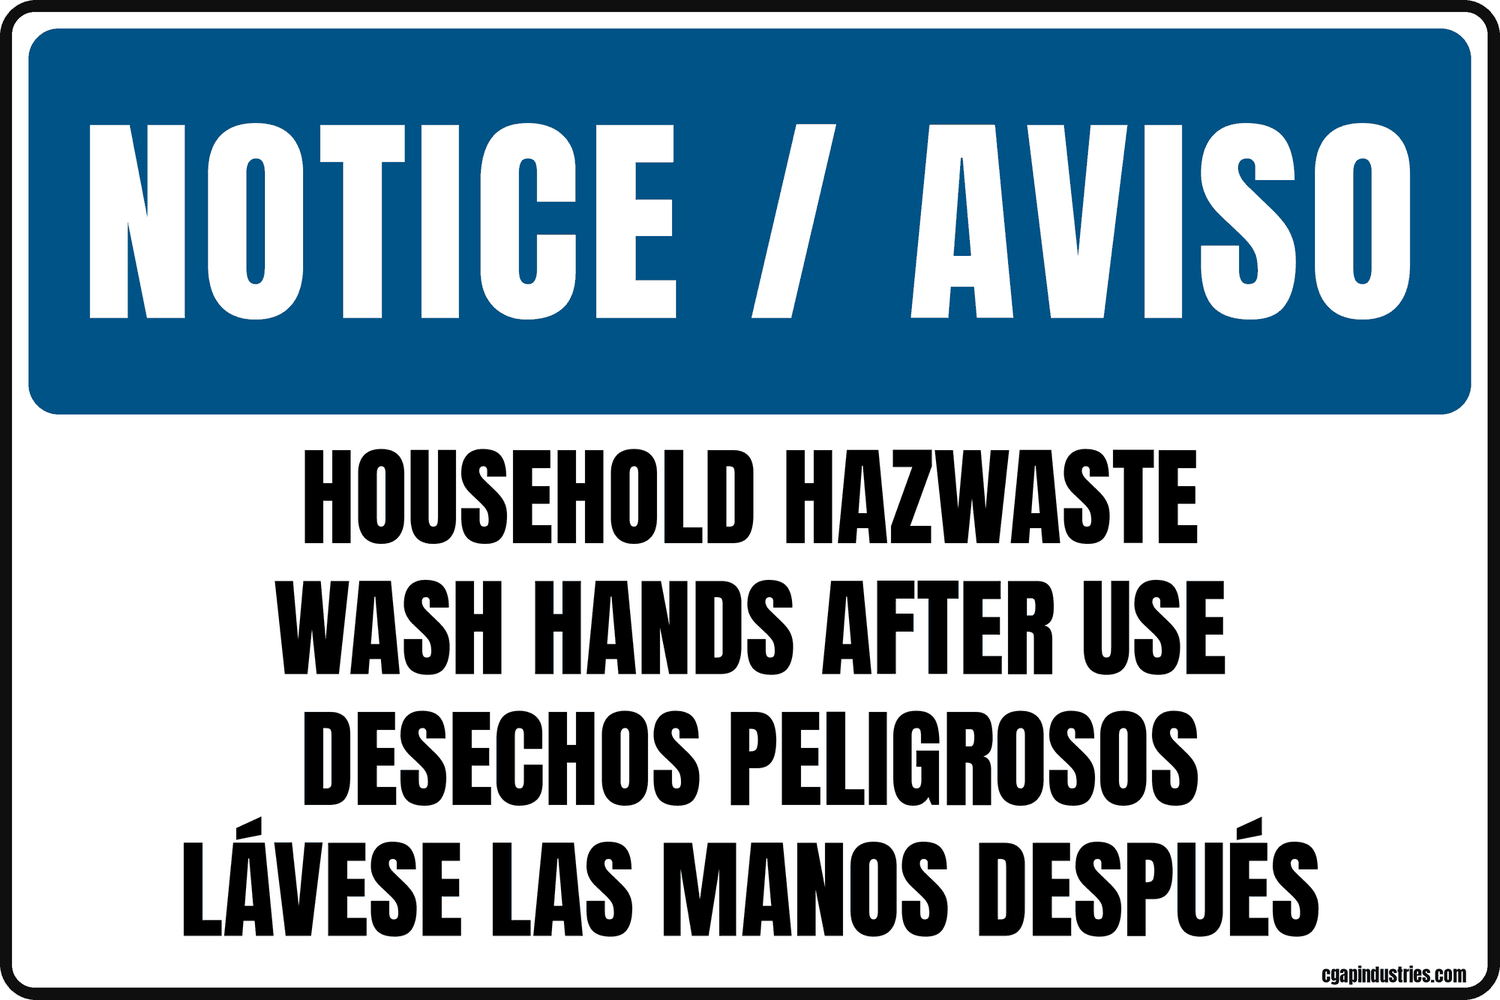 NOTICE / AVISO
HOUSEHOLD HAZWASTE
WASH HANDS AFTER USE
DESECHOS PELIGROSOS
LÁVESE LAS MANOS DESPUÉS
cgapindustries.com